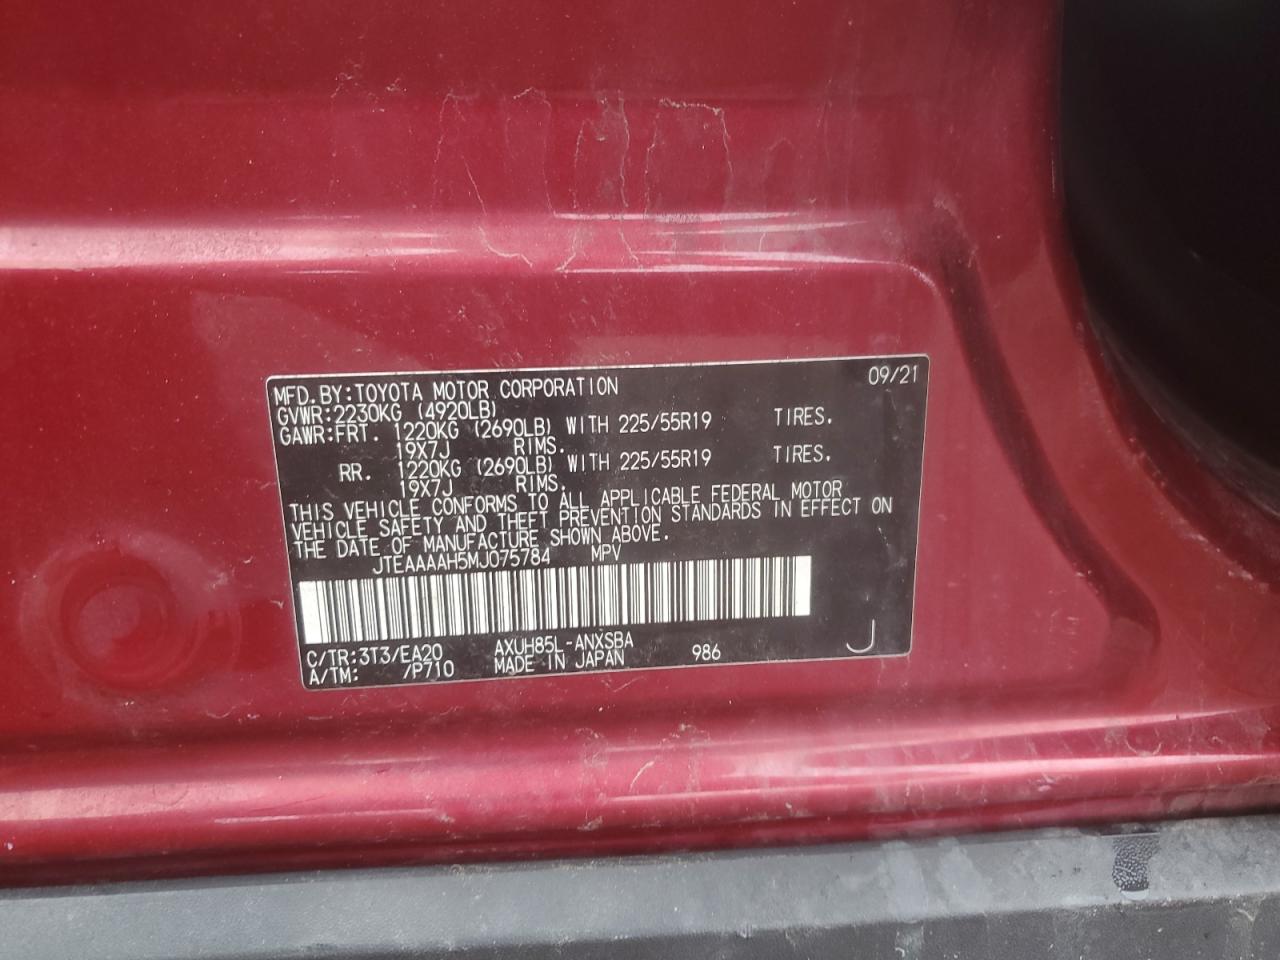 MFD.BY:TOYOTA MOTOR CORPORATION 09/21
GVWR:2230KG (4920LB)
GAWR:FRT. 1220KG (2690LB) WITH 225/55R19 TIRES.
19X7J RIMS.
RR. 1220KG (2690LB) WITH 225/55R19 TIRES.
19X7J RIMS.
THIS VEHICLE CONFORMS TO ALL APPLICABLE FEDERAL MOTOR
VEHICLE SAFETY AND THEFT PREVENTION STANDARDS IN EFFECT ON
THE DATE OF MANUFACTURE SHOWN ABOVE.
JTEAAAAH5MJ075784 MPV
C/TR:3T3/EA20 AXUH85L-ANXSBA
A/TM: /P710 MADE IN JAPAN 986 J